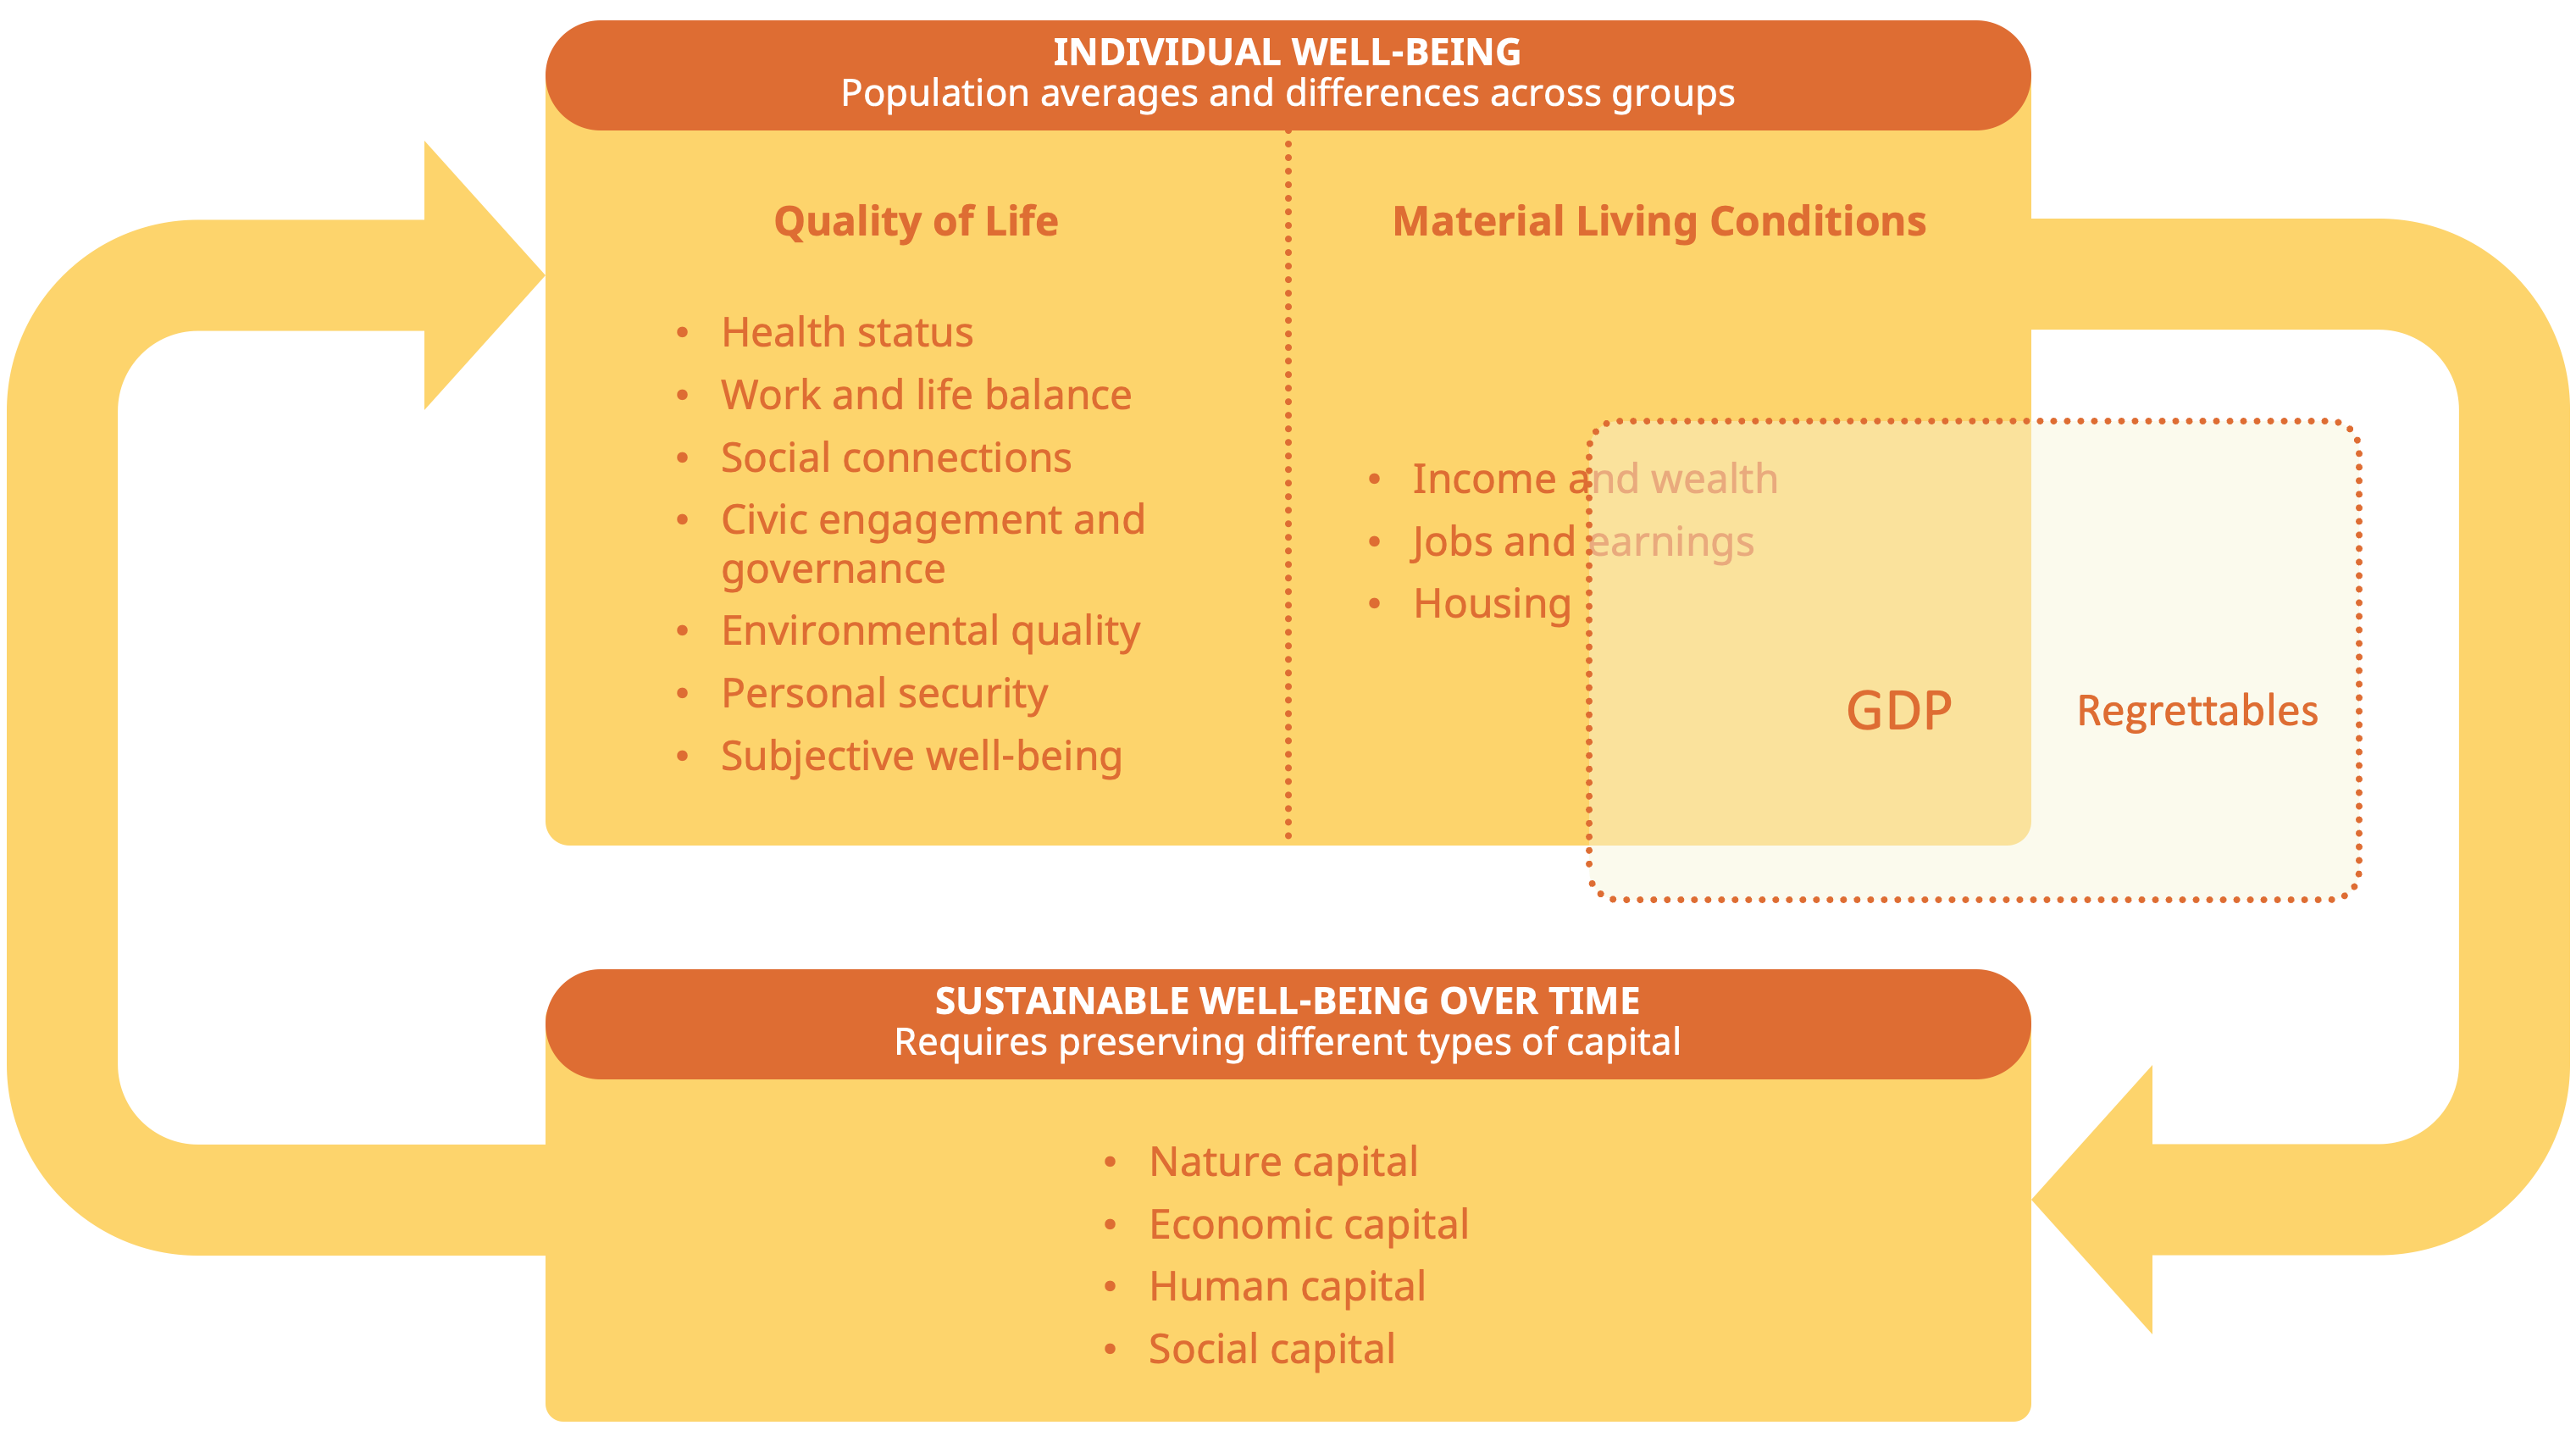 INDIVIDUAL WELL-BEING
Population averages and differences across groups
Quality of Life
• Health status
• Work and life balance
• Social connections
• Civic engagement and
governance
• Environmental quality
• Personal security
• Subjective well-being
Material Living Conditions
• Income and wealth
• Jobs and earnings
• Housing
GDP
Regrettables
SUSTAINABLE WELL-BEING OVER TIME
Requires preserving different types of capital
• Nature capital
• Economic capital
• Human capital
• Social capital